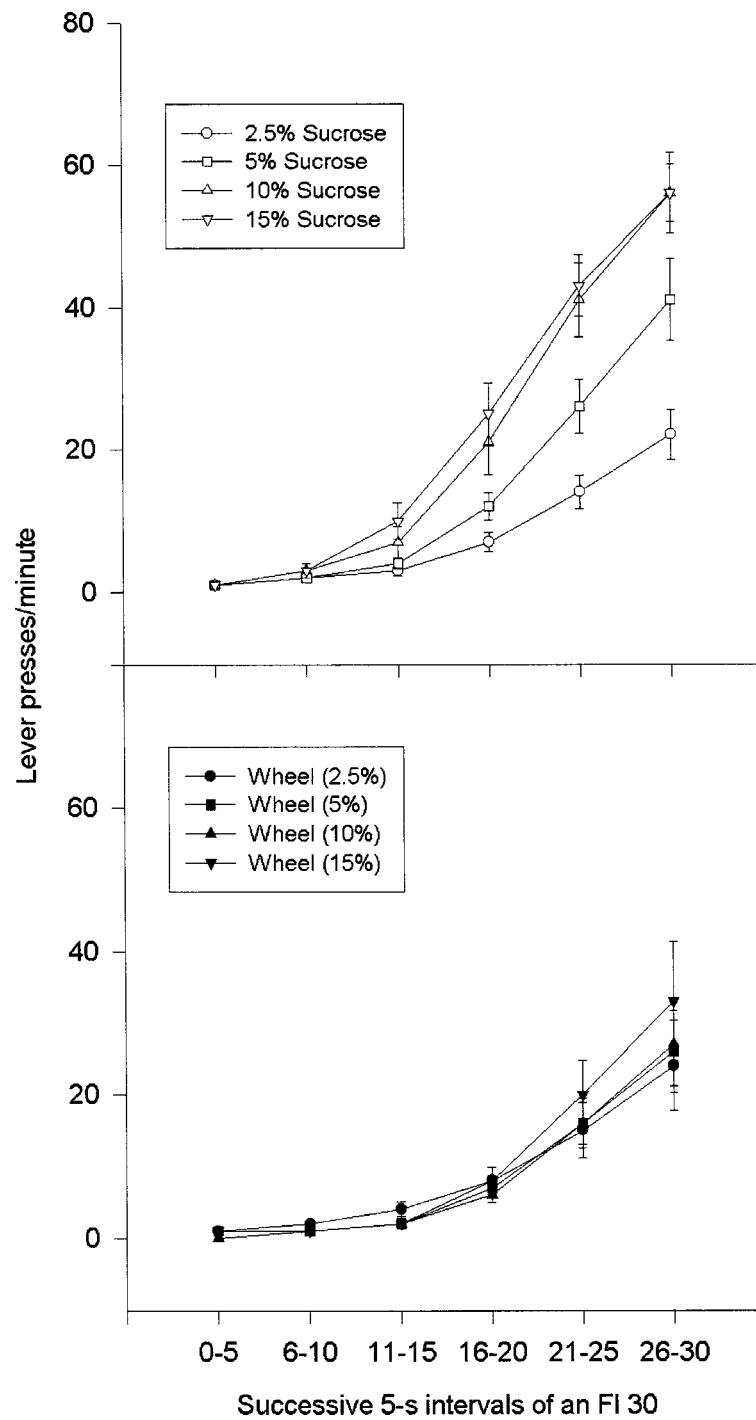 80
60
40
20
0
2.5% Sucrose
5% Sucrose
10% Sucrose
15% Sucrose
Lever presses/minute
60
40
20
0
Wheel (2.5%)
Wheel (5%)
Wheel (10%)
Wheel (15%)
0-5 6-10 11-15 16-20 21-25 26-30
Successive 5-s intervals of an FI 30